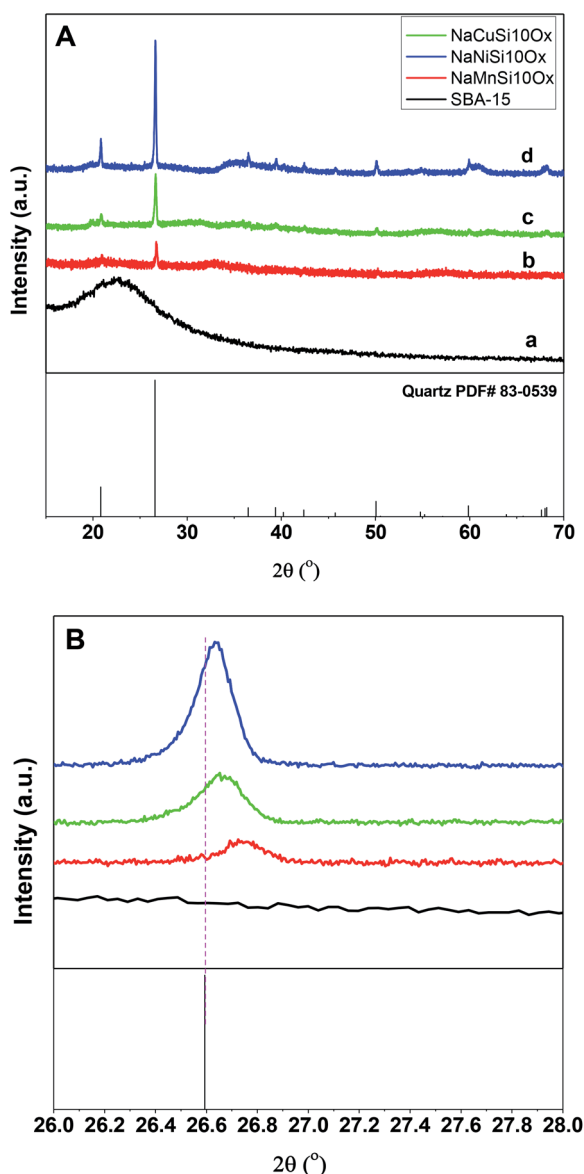 A
NaCuSi10Ox
NaNiSi10Ox
NaMnSi10Ox
SBA-15
d
c
b
a
Intensity (a.u.)
Quartz PDF# 83-0539
20 30 40 50 60 70
2θ (°)
B
Intensity (a.u.)
26.0 26.2 26.4 26.6 26.8 27.0 27.2 27.4 27.6 27.8 28.0
2θ (°)